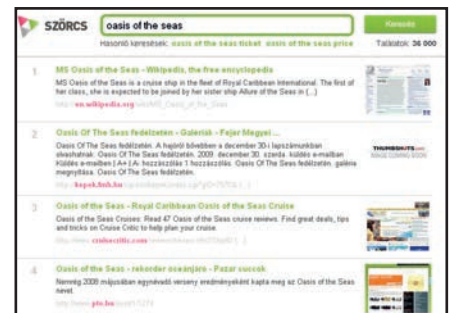 SZÖRCS
oasis of the seas
Keresés
Hasonló keresések: oasis of the seas ticket oasis of the seas price
Találatok: 36 000
1 MS Oasis of the Seas - Wikipedia, the free encyclopedia
MS Oasis of the Seas is a cruise ship in the fleet of Royal Caribbean International. The first of
her class, she is expected to be joined by her sister ship Allure of the Seas in (...)
en.wikipedia.org
2 Oasis Of The Seas fedélzetén - Galériák - Fejer Megyei ...
Oasis Of The Seas fedélzetén. A hajóról bővebben a december 30-i lapszámunkban
olvashatnak. Oasis Of The Seas fedélzetén. 2009. december 30. szerda. küldés e-mailban
Küldés e-mailben | A+ | A- hozzászólás 1 hozzászólás. Oasis Of The Seas fedélzetén. galéria
megnyitása. Oasis Of The Seas fedélzetén.
THUMBSHOTS.com
IMAGE COMING SOON
3 Oasis of the Seas - Royal Caribbean Oasis of the Seas Cruise
Oasis of the Seas Cruises: Read 47 Oasis of the Seas cruise reviews. Find great deals, tips
and tricks on Cruise Critic to help plan your cruise.
cruisecritic.com
4 Oasis of the Seas - rekorder óceánjáró - Pazar cuccok
Nemrég 2008 májusában egynévadó verseny eredményeként kapta meg az Oasis of the Seas
nevet.